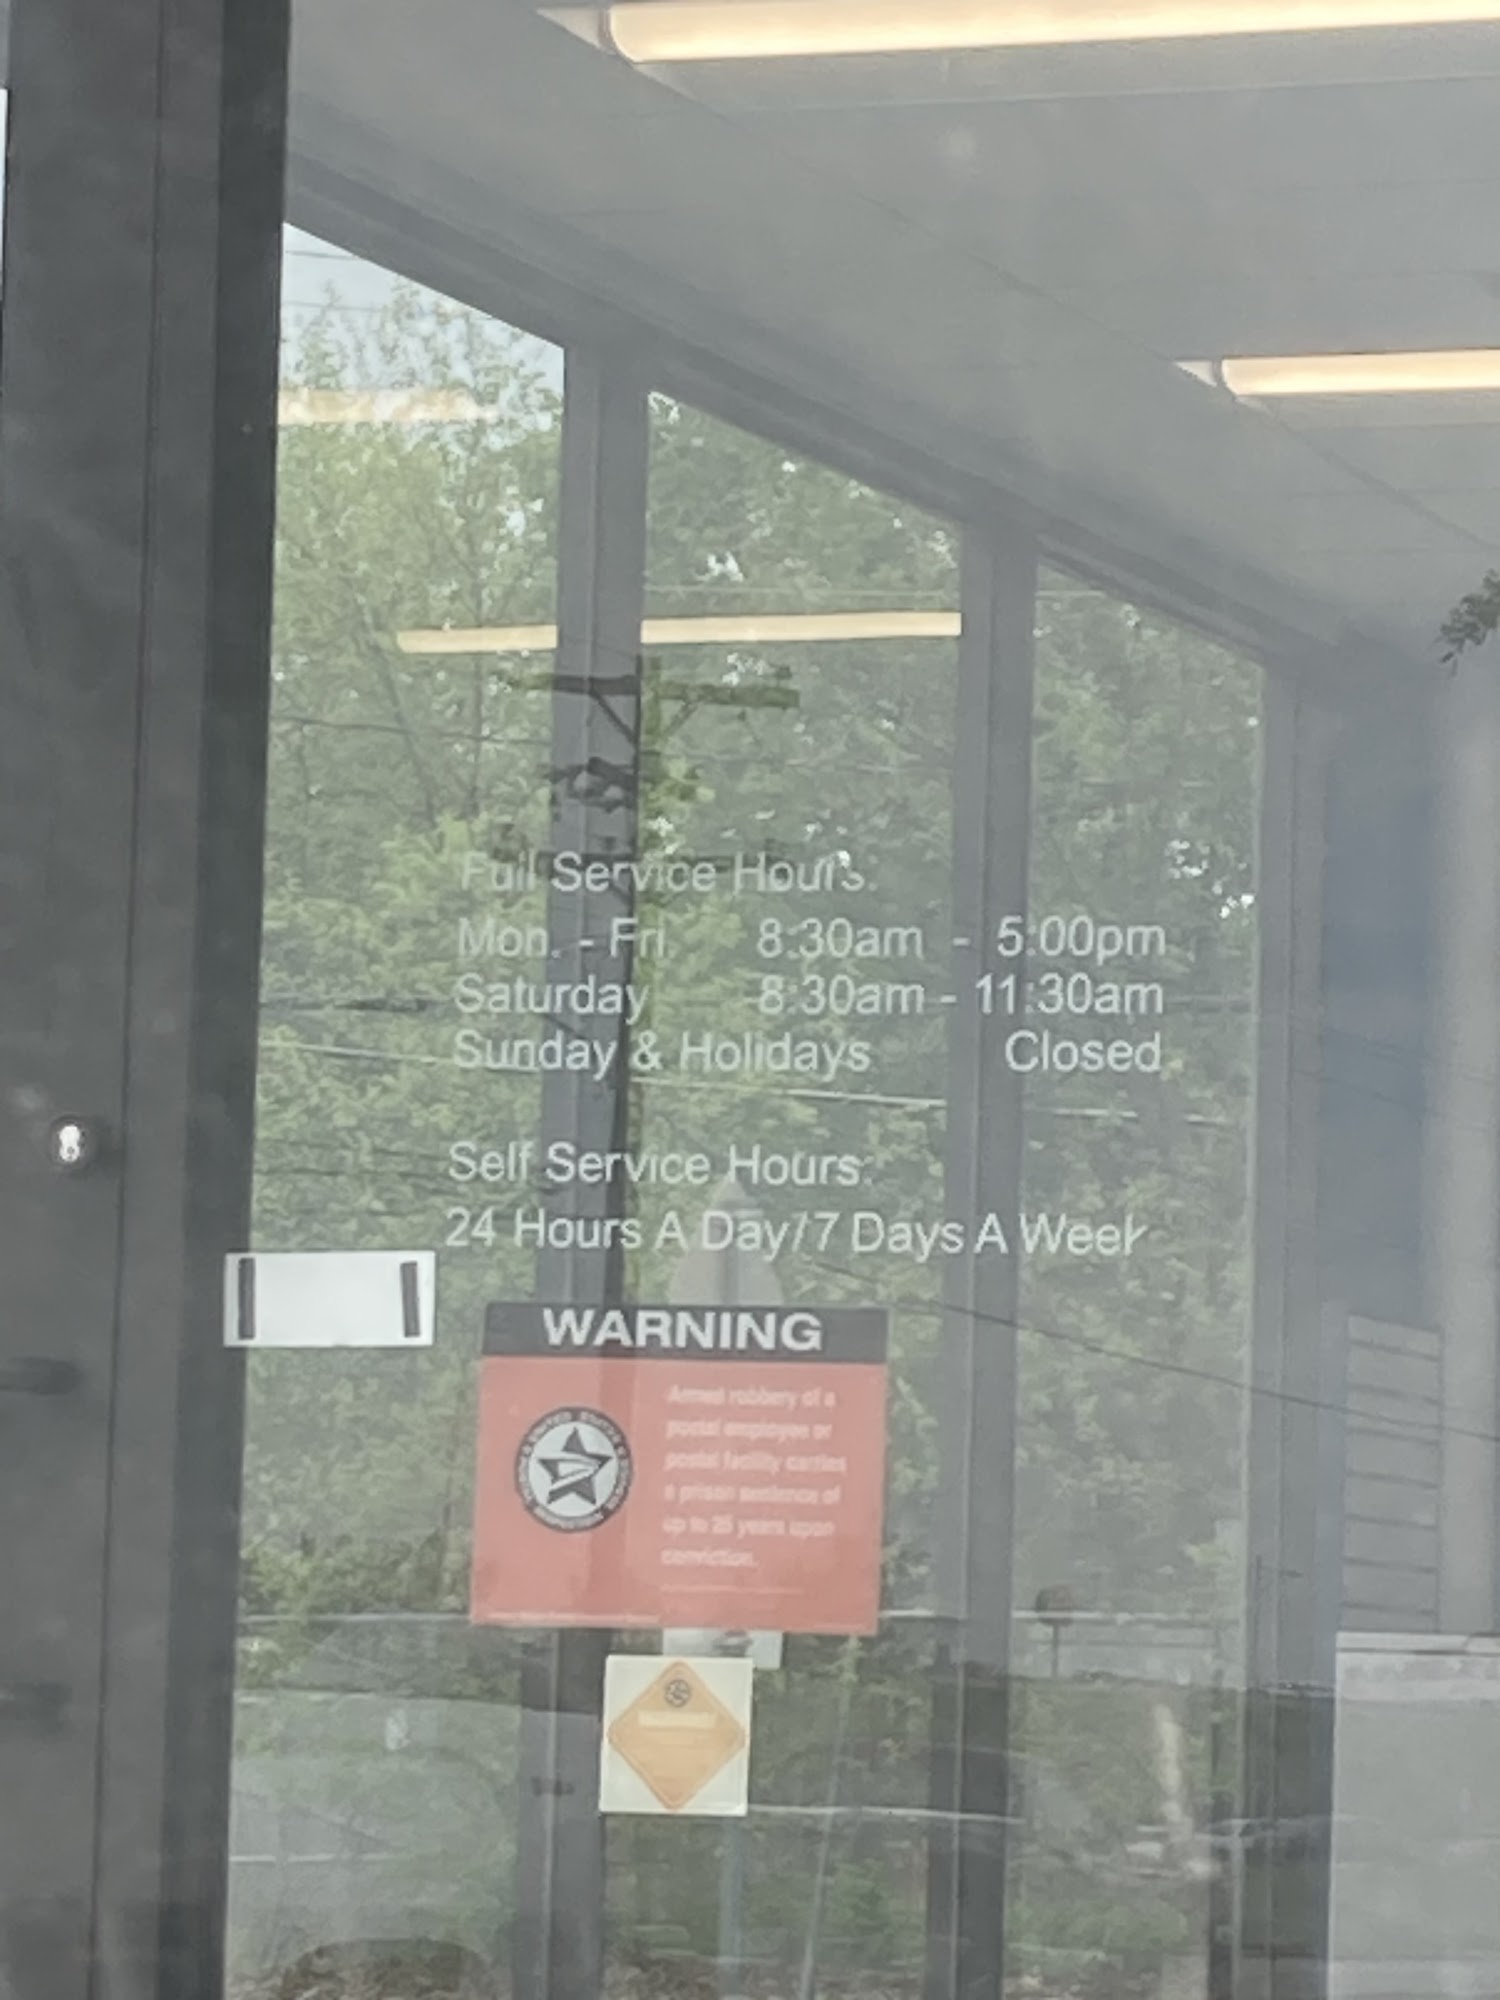 Full Service Hours:
Mon. - Fri. 8:30am - 5:00pm
Saturday 8:30am - 11:30am
Sunday & Holidays Closed
Self Service Hours:
24 Hours A Day/7 Days A Week
WARNING
Armed robbery of a
postal employee or
postal facility carries
a prison sentence of
up to 25 years upon
conviction.